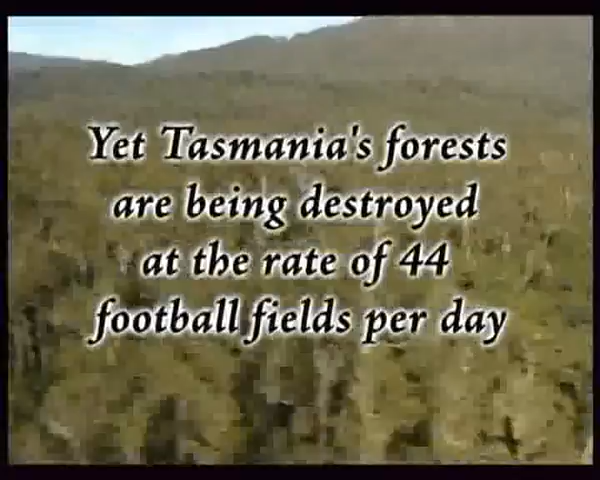 Yet Tasmania's forests
are being destroyed
at the rate of 44
football fields per day